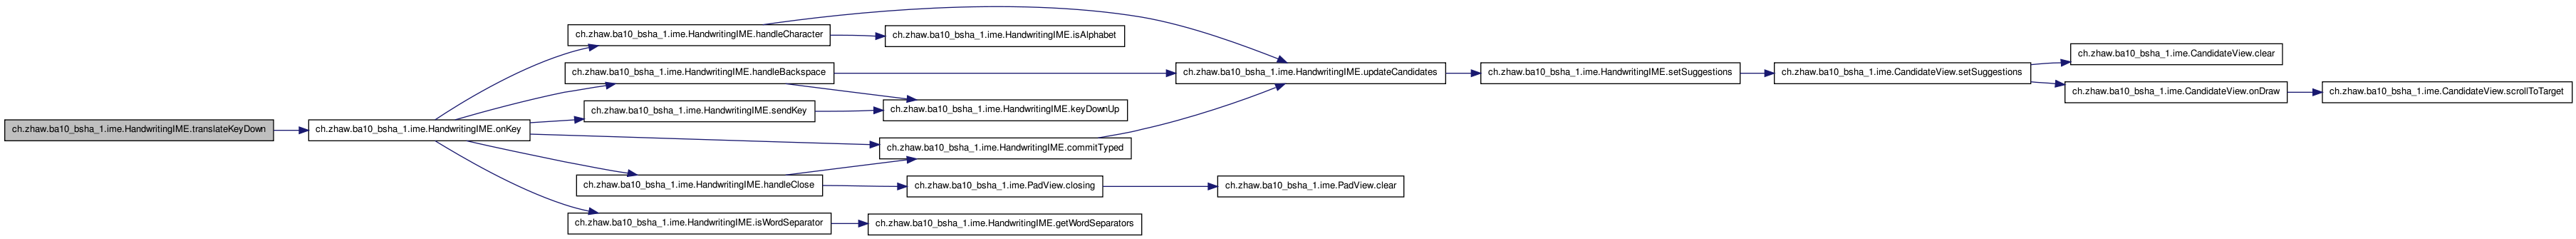 ch.zhaw.ba10_bsha_1.ime.HandwritingIME.translateKeyDown
ch.zhaw.ba10_bsha_1.ime.HandwritingIME.onKey
ch.zhaw.ba10_bsha_1.ime.HandwritingIME.handleCharacter
ch.zhaw.ba10_bsha_1.ime.HandwritingIME.handleBackspace
ch.zhaw.ba10_bsha_1.ime.HandwritingIME.sendKey
ch.zhaw.ba10_bsha_1.ime.HandwritingIME.handleClose
ch.zhaw.ba10_bsha_1.ime.HandwritingIME.isWordSeparator
ch.zhaw.ba10_bsha_1.ime.HandwritingIME.isAlphabet
ch.zhaw.ba10_bsha_1.ime.HandwritingIME.keyDownUp
ch.zhaw.ba10_bsha_1.ime.HandwritingIME.commitTyped
ch.zhaw.ba10_bsha_1.ime.PadView.closing
ch.zhaw.ba10_bsha_1.ime.HandwritingIME.getWordSeparators
ch.zhaw.ba10_bsha_1.ime.HandwritingIME.updateCandidates
ch.zhaw.ba10_bsha_1.ime.PadView.clear
ch.zhaw.ba10_bsha_1.ime.HandwritingIME.setSuggestions
ch.zhaw.ba10_bsha_1.ime.CandidateView.setSuggestions
ch.zhaw.ba10_bsha_1.ime.CandidateView.clear
ch.zhaw.ba10_bsha_1.ime.CandidateView.onDraw
ch.zhaw.ba10_bsha_1.ime.CandidateView.scrollToTarget